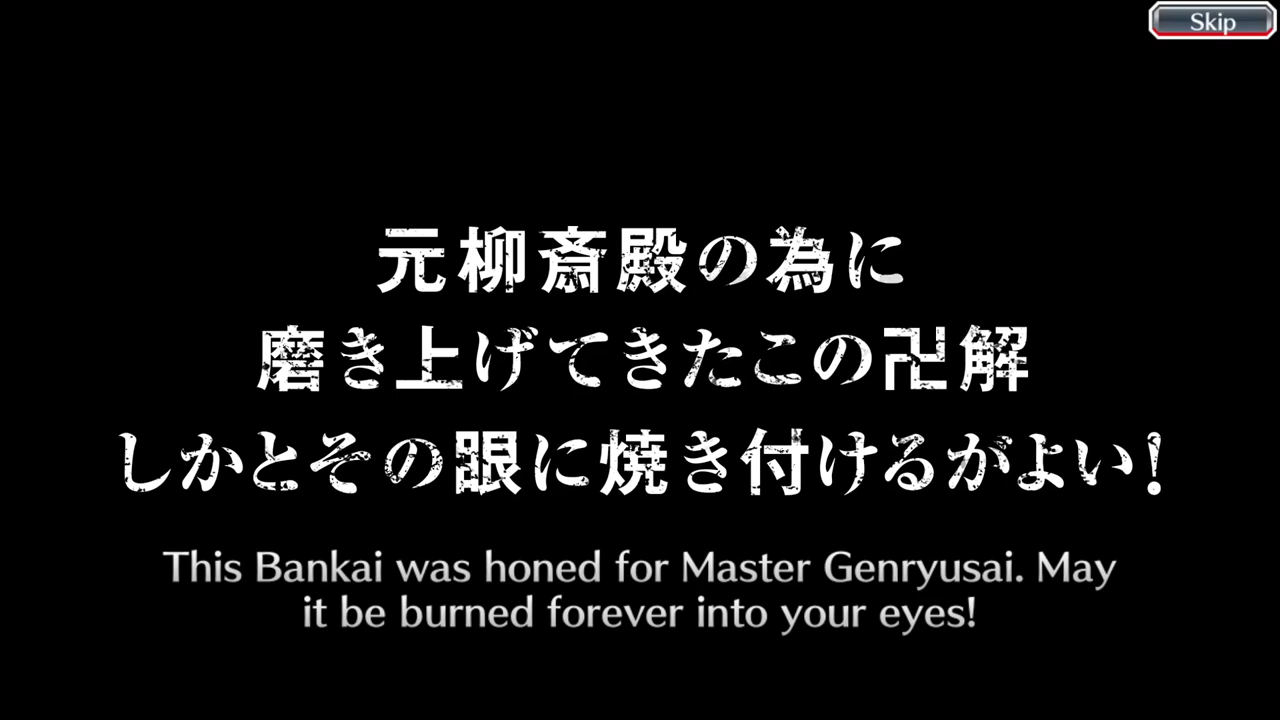 Skip
元柳斎殿の為に
磨き上げてきたこの卍解
しかとその眼に焼き付けるがよい!
This Bankai was honed for Master Genryusai. May
it be burned forever into your eyes!